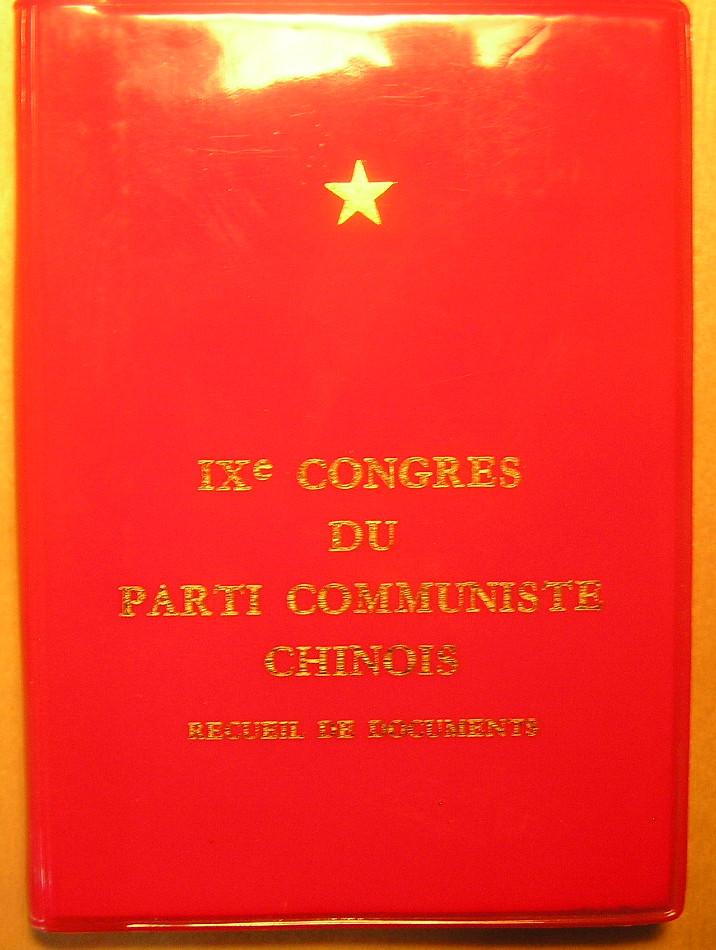 IXe CONGRES
DU
PARTI COMMUNISTE
CHINOIS
RECUEIL DE DOCUMENTS